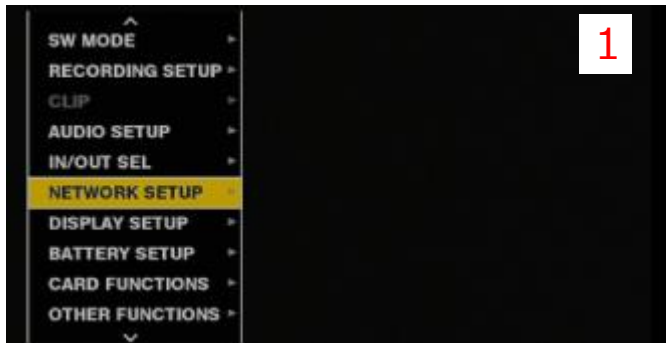 1
SW MODE
RECORDING SETUP
CLIP
AUDIO SETUP
IN/OUT SEL
NETWORK SETUP
DISPLAY SETUP
BATTERY SETUP
CARD FUNCTIONS
OTHER FUNCTIONS